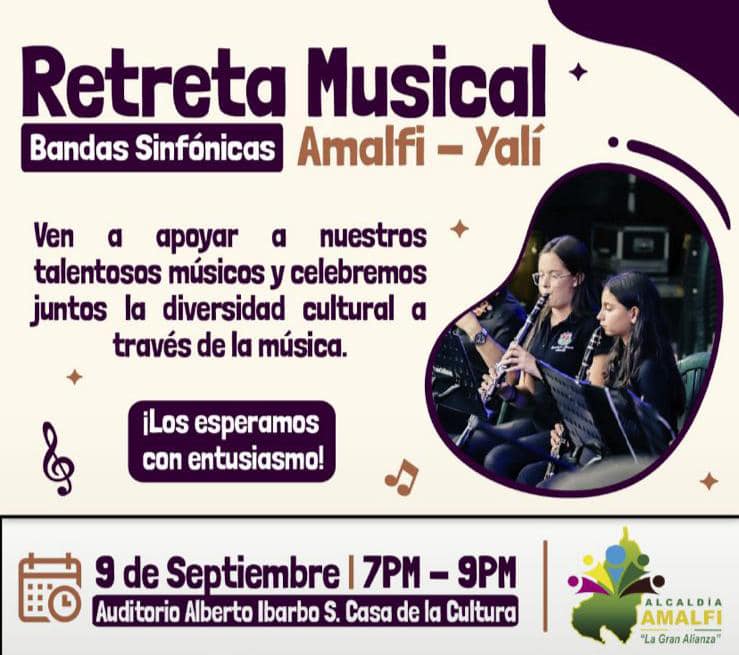 Retreta Musical
Bandas Sinfónicas Amalfi – Yalí
Ven a apoyar a nuestros
talentosos músicos y celebremos
juntos la diversidad cultural a
través de la música.
¡Los esperamos
con entusiasmo!
9 de Septiembre | 7PM – 9PM
Auditorio Alberto Ibarbo S. Casa de la Cultura
ALCALDÍA
AMALFI
"La Gran Alianza"